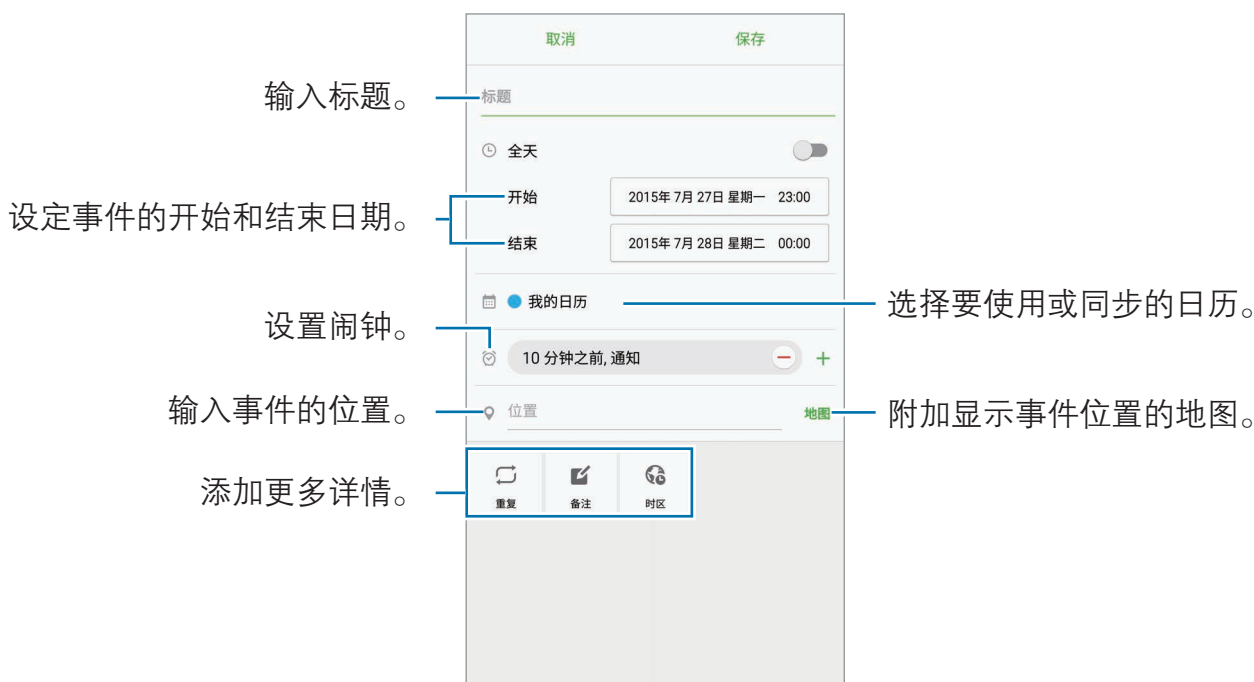 取消 保存
输入标题。
标题
全天
设定事件的开始和结束日期。
开始 2015年 7月 27日 星期一 23:00
结束 2015年 7月 28日 星期二 00:00
我的日历
选择要使用或同步的日历。
设置闹钟。
10 分钟之前, 通知
输入事件的位置。
位置 地图
附加显示事件位置的地图。
添加更多详情。
重复 备注 时区